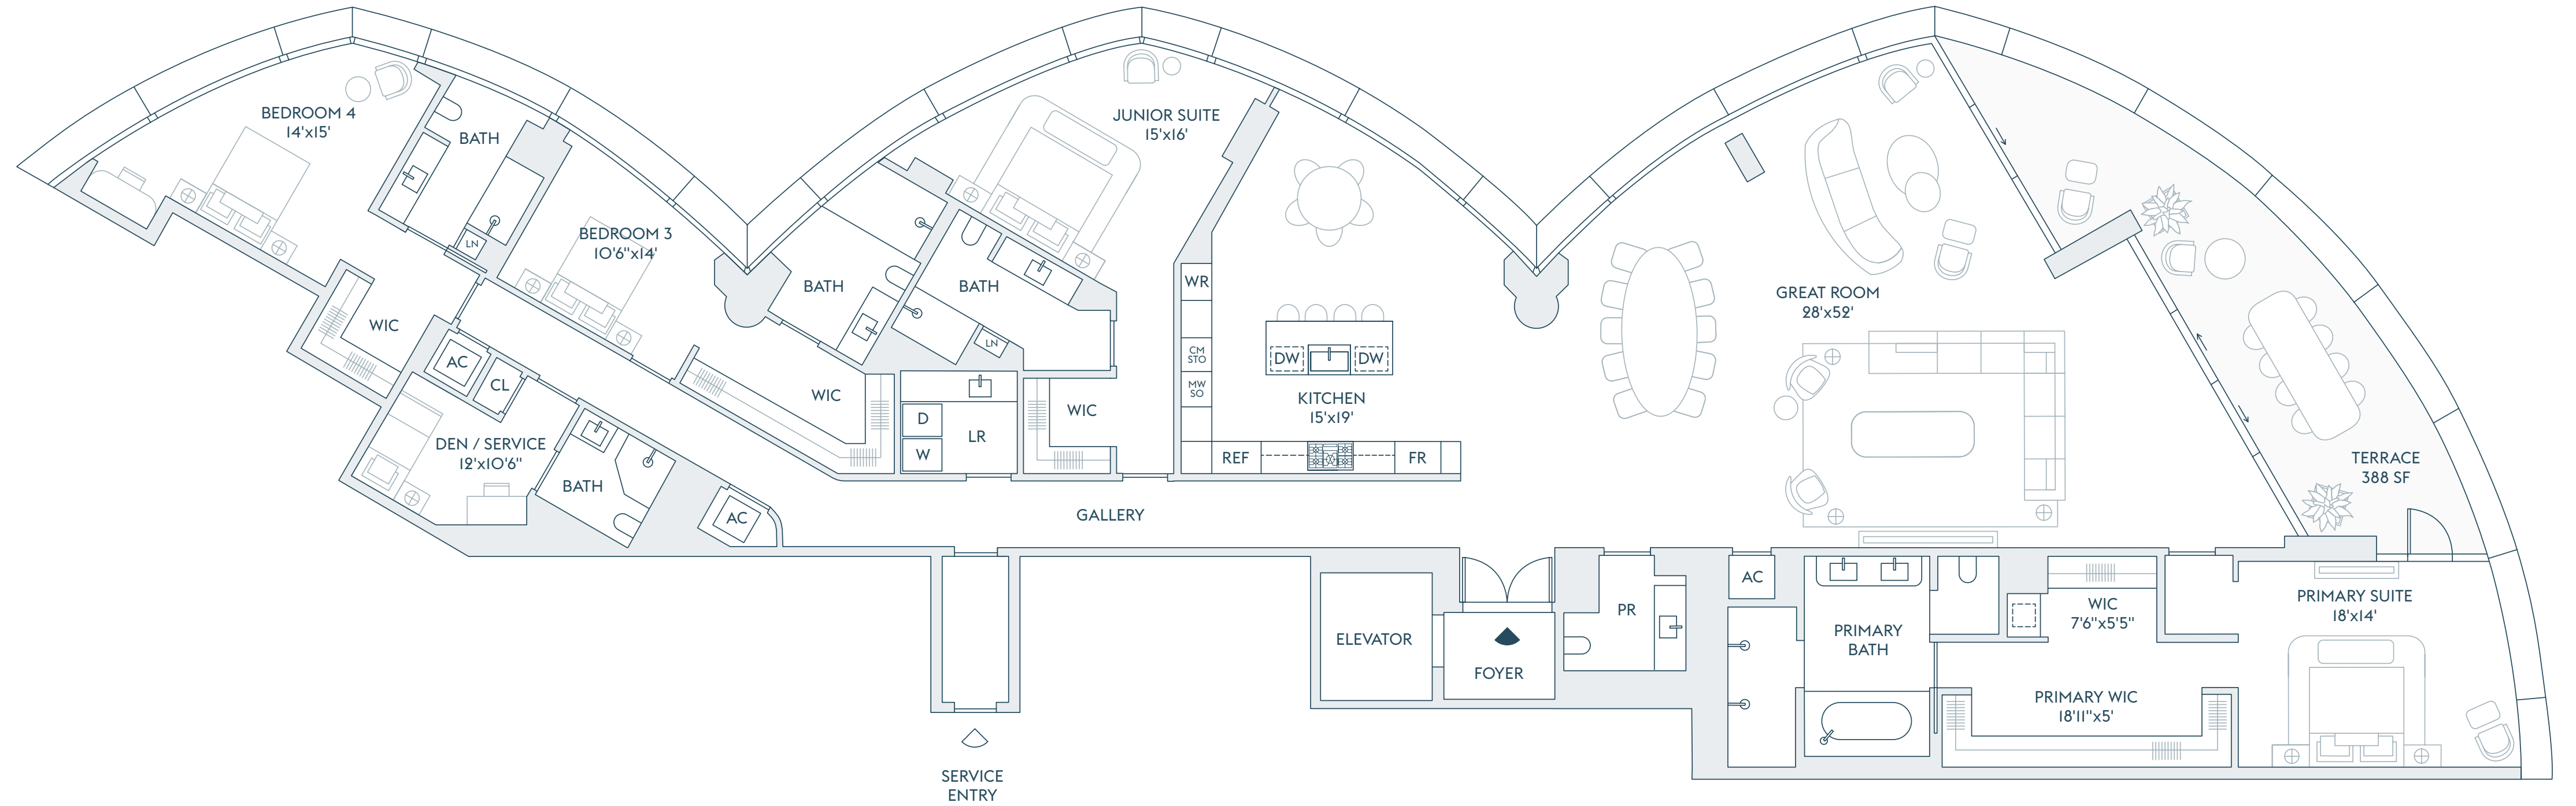 BEDROOM 4
14'x15'
BATH
LN
BEDROOM 3
10'6"x14'
WIC
AC
CL
DEN / SERVICE
12'x10'6"
BATH
AC
WIC
BATH
BATH
LN
JUNIOR SUITE
15'x16'
D
W
LR
WIC
WR
CM
STO
MW
SO
DW
DW
KITCHEN
15'x19'
REF
FR
GALLERY
GREAT ROOM
28'x52'
TERRACE
388 SF
SERVICE
ENTRY
ELEVATOR
FOYER
PR
AC
PRIMARY
BATH
WIC
7'6"x5'5"
PRIMARY WIC
18'11"x5'
PRIMARY SUITE
18'x14'